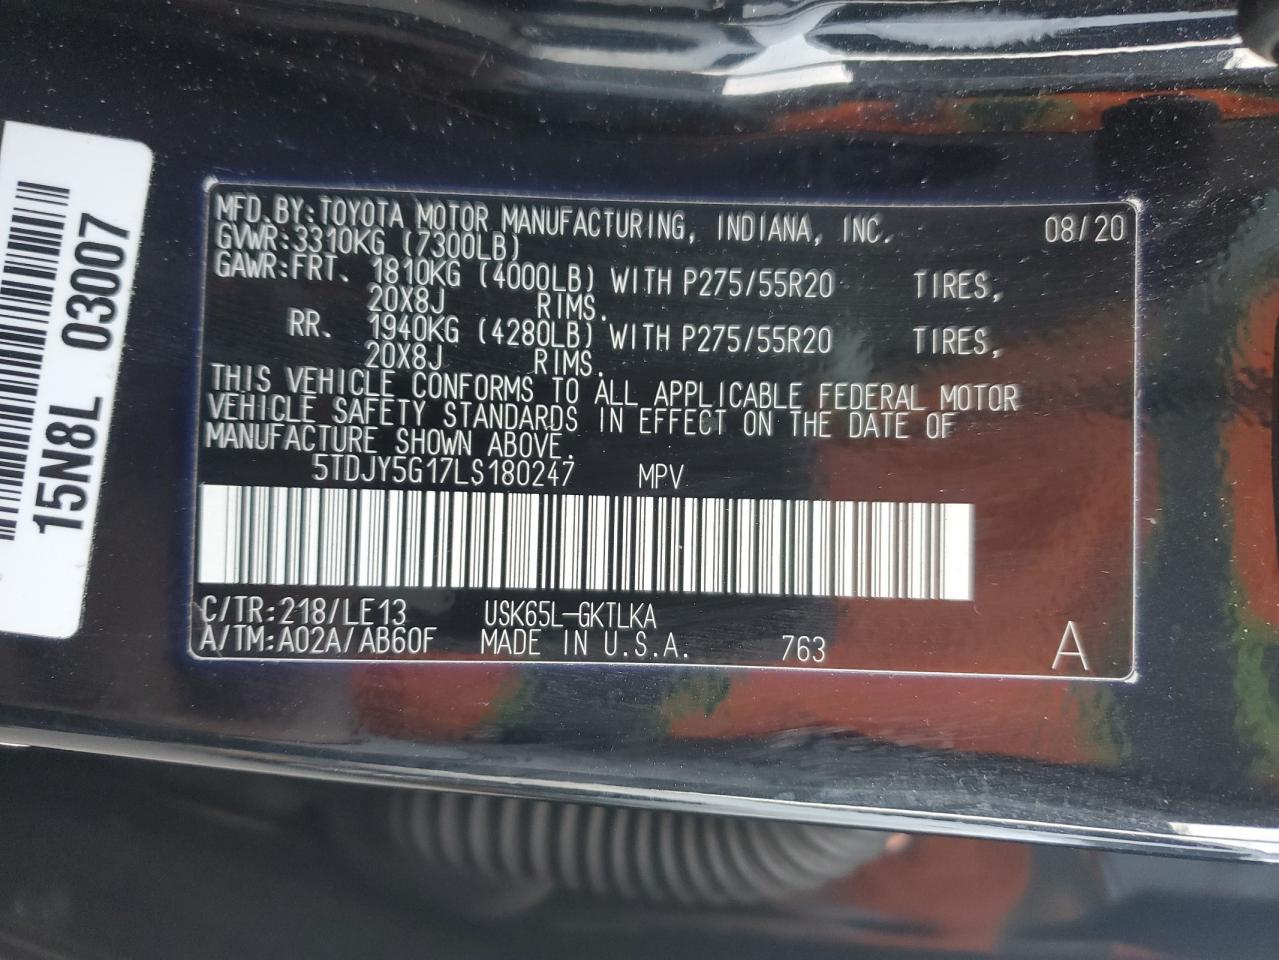 15N8L 03007
MFD.BY:TOYOTA MOTOR MANUFACTURING, INDIANA, INC. 08/20
GVWR:3310KG (7300LB)
GAWR:FRT. 1810KG (4000LB) WITH P275/55R20 TIRES,
20X8J RIMS.
RR. 1940KG (4280LB) WITH P275/55R20 TIRES,
20X8J RIMS.
THIS VEHICLE CONFORMS TO ALL APPLICABLE FEDERAL MOTOR
VEHICLE SAFETY STANDARDS IN EFFECT ON THE DATE OF
MANUFACTURE SHOWN ABOVE.
5TDJY5G17LS180247 MPV
C/TR:218/LE13 USK65L-GKTLKA
A/TM:A02A/AB60F MADE IN U.S.A. 763 A